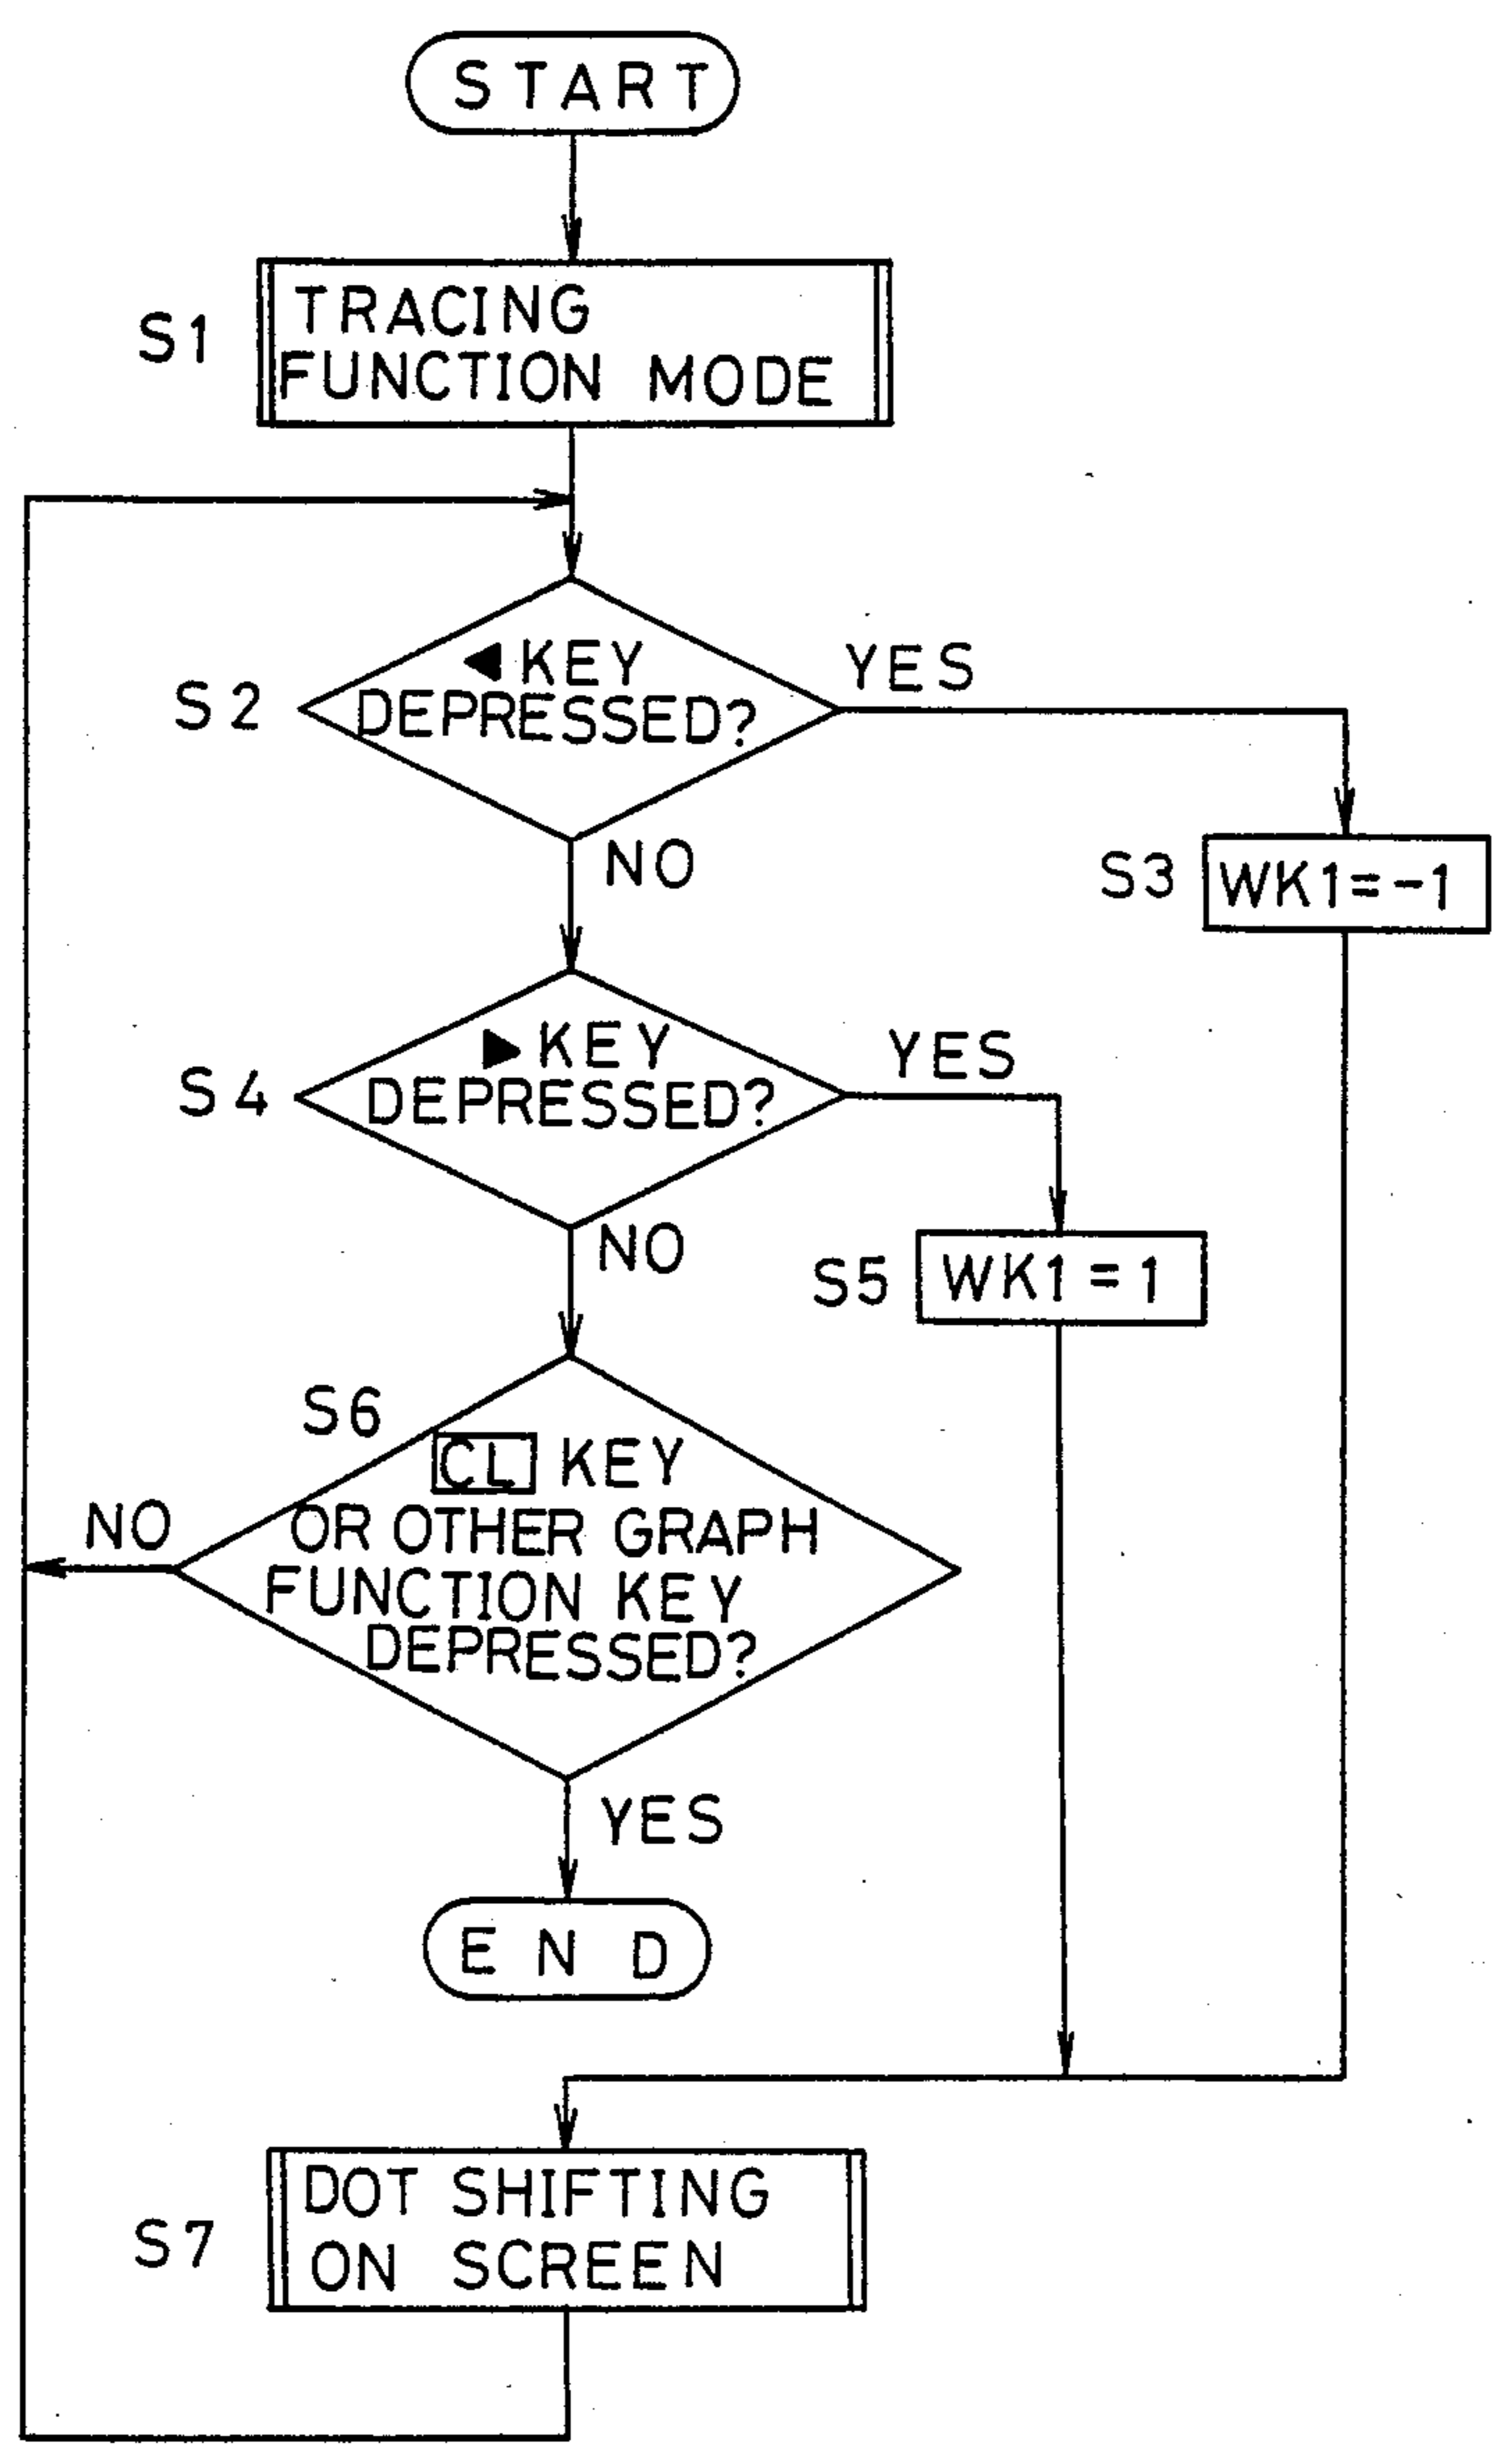 START
S1
TRACING
FUNCTION MODE
S2
◀ KEY
DEPRESSED?
YES
NO
S3
WK1=-1
S4
▶ KEY
DEPRESSED?
YES
NO
S5
WK1=1
S6
CL KEY
OR OTHER GRAPH
FUNCTION KEY
DEPRESSED?
NO
YES
END
S7
DOT SHIFTING
ON SCREEN